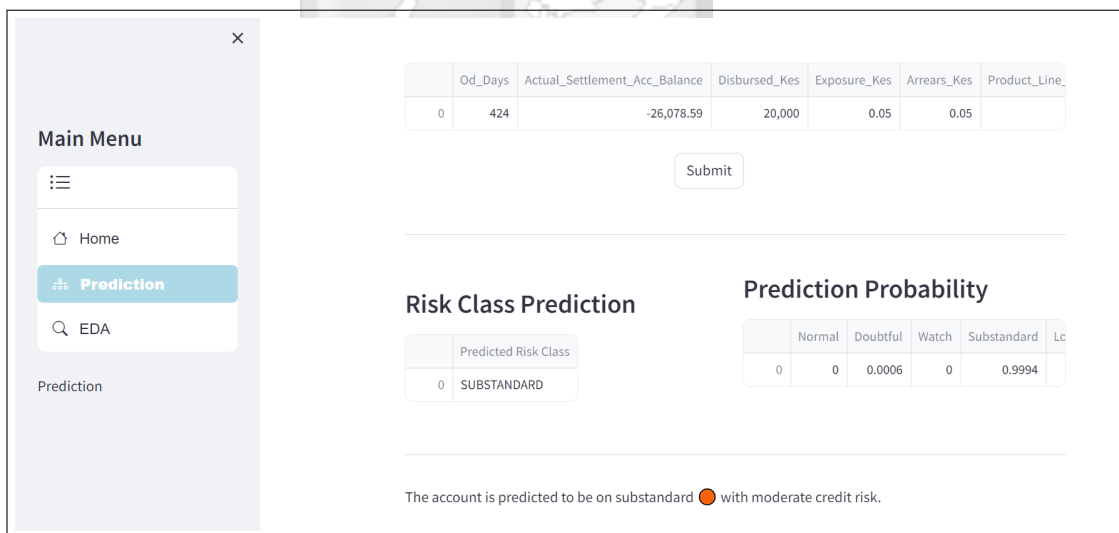 Main Menu
Home
Prediction
EDA
Prediction
Od_Days Actual_Settlement_Acc_Balance Disbursed_Kes Exposure_Kes Arrears_Kes Product_Line_
0 424 -26,078.59 20,000 0.05 0.05
Submit
Risk Class Prediction
Predicted Risk Class
0 SUBSTANDARD
Prediction Probability
Normal Doubtful Watch Substandard Lo
0 0 0.0006 0 0.9994
The account is predicted to be on substandard with moderate credit risk.